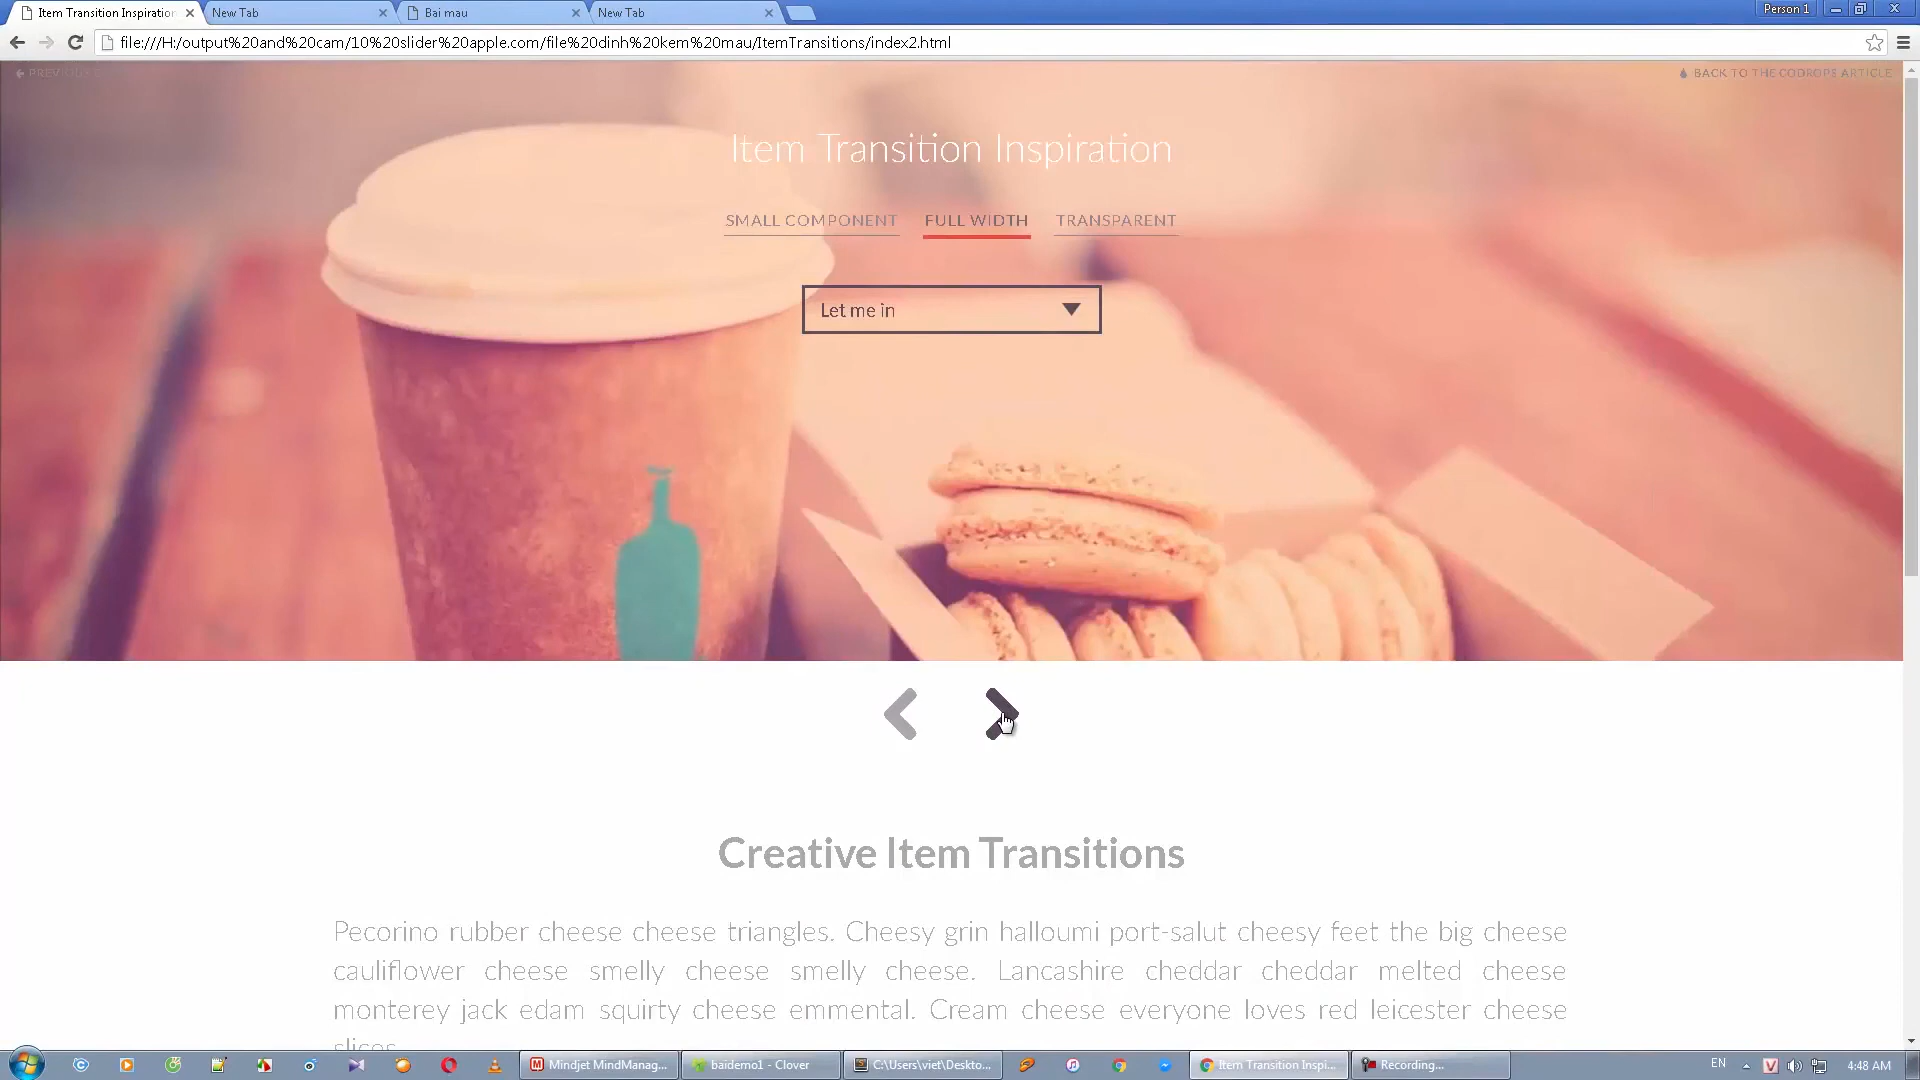 Item Transition Inspiration
New Tab
Bai mau
New Tab
Person 1
file:///H:/output%20and%20cam/10%20slider%20apple.com/file%20dinh%20kem%20mau/ItemTransitions/index2.html
BACK TO THE CODROPS ARTICLE
Item Transition Inspiration
SMALL COMPONENT FULL WIDTH TRANSPARENT
Let me in
Creative Item Transitions
Pecorino rubber cheese cheese triangles. Cheesy grin halloumi port-salut cheesy feet the big cheese
cauliflower cheese smelly cheese smelly cheese. Lancashire cheddar cheddar melted cheese
monterey jack edam squirty cheese emmental. Cream cheese everyone loves red leicester cheese
slices.
Mindjet MindManag...
baidemo1 - Clover
C:\Users\viet\Deskto...
Item Transition Inspi...
Recording...
EN
4:48 AM